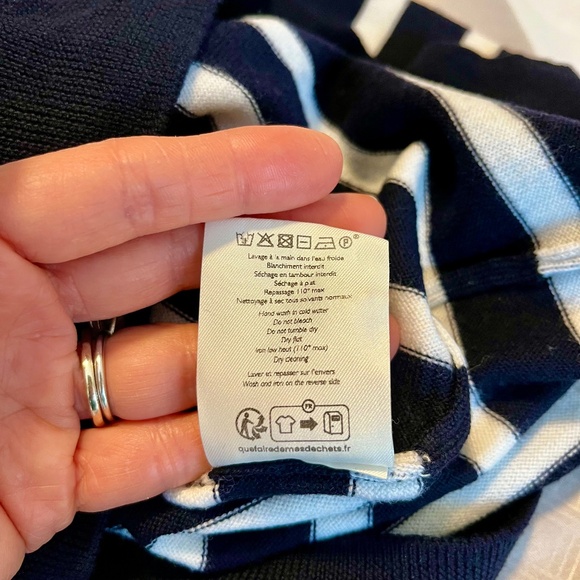 P
Lavage à la main dans l'eau froide
Blanchiment interdit
Séchage en tambour interdit
Séchage à plat
Repassage 110° max
Nettoyage à sec tous solvants normaux
Hand wash in cold water
Do not bleach
Do not tumble dry
Dry flat
Iron low heat (110° max)
Dry cleaning
Laver et repasser sur l'envers
Wash and iron on the reverse side
FR
quefairedemesdechets.fr